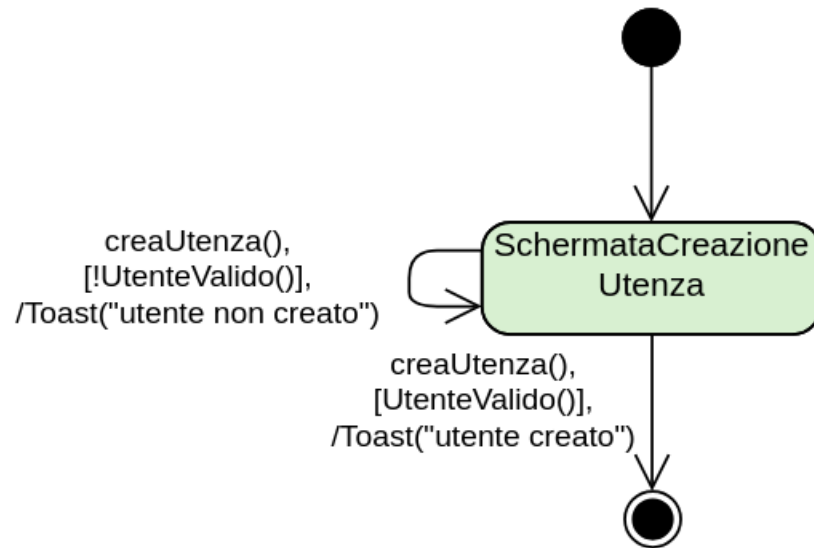 SchermataCreazione
Utenza
creaUtenza(),
[!UtenteValido()],
/Toast("utente non creato")
creaUtenza(),
[UtenteValido()],
/Toast("utente creato")